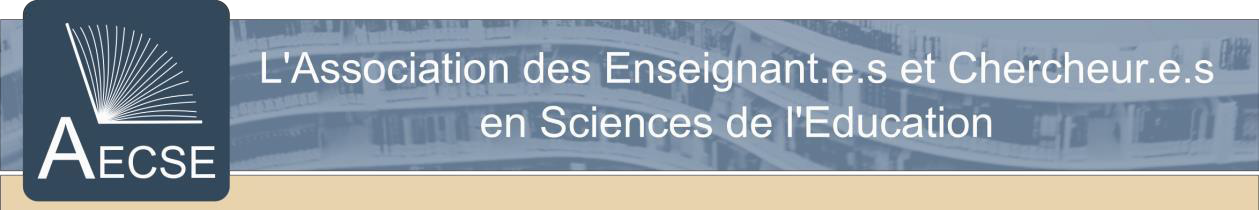 L'Association des Enseignant.e.s et Chercheur.e.s
en Sciences de l'Education
AECSE